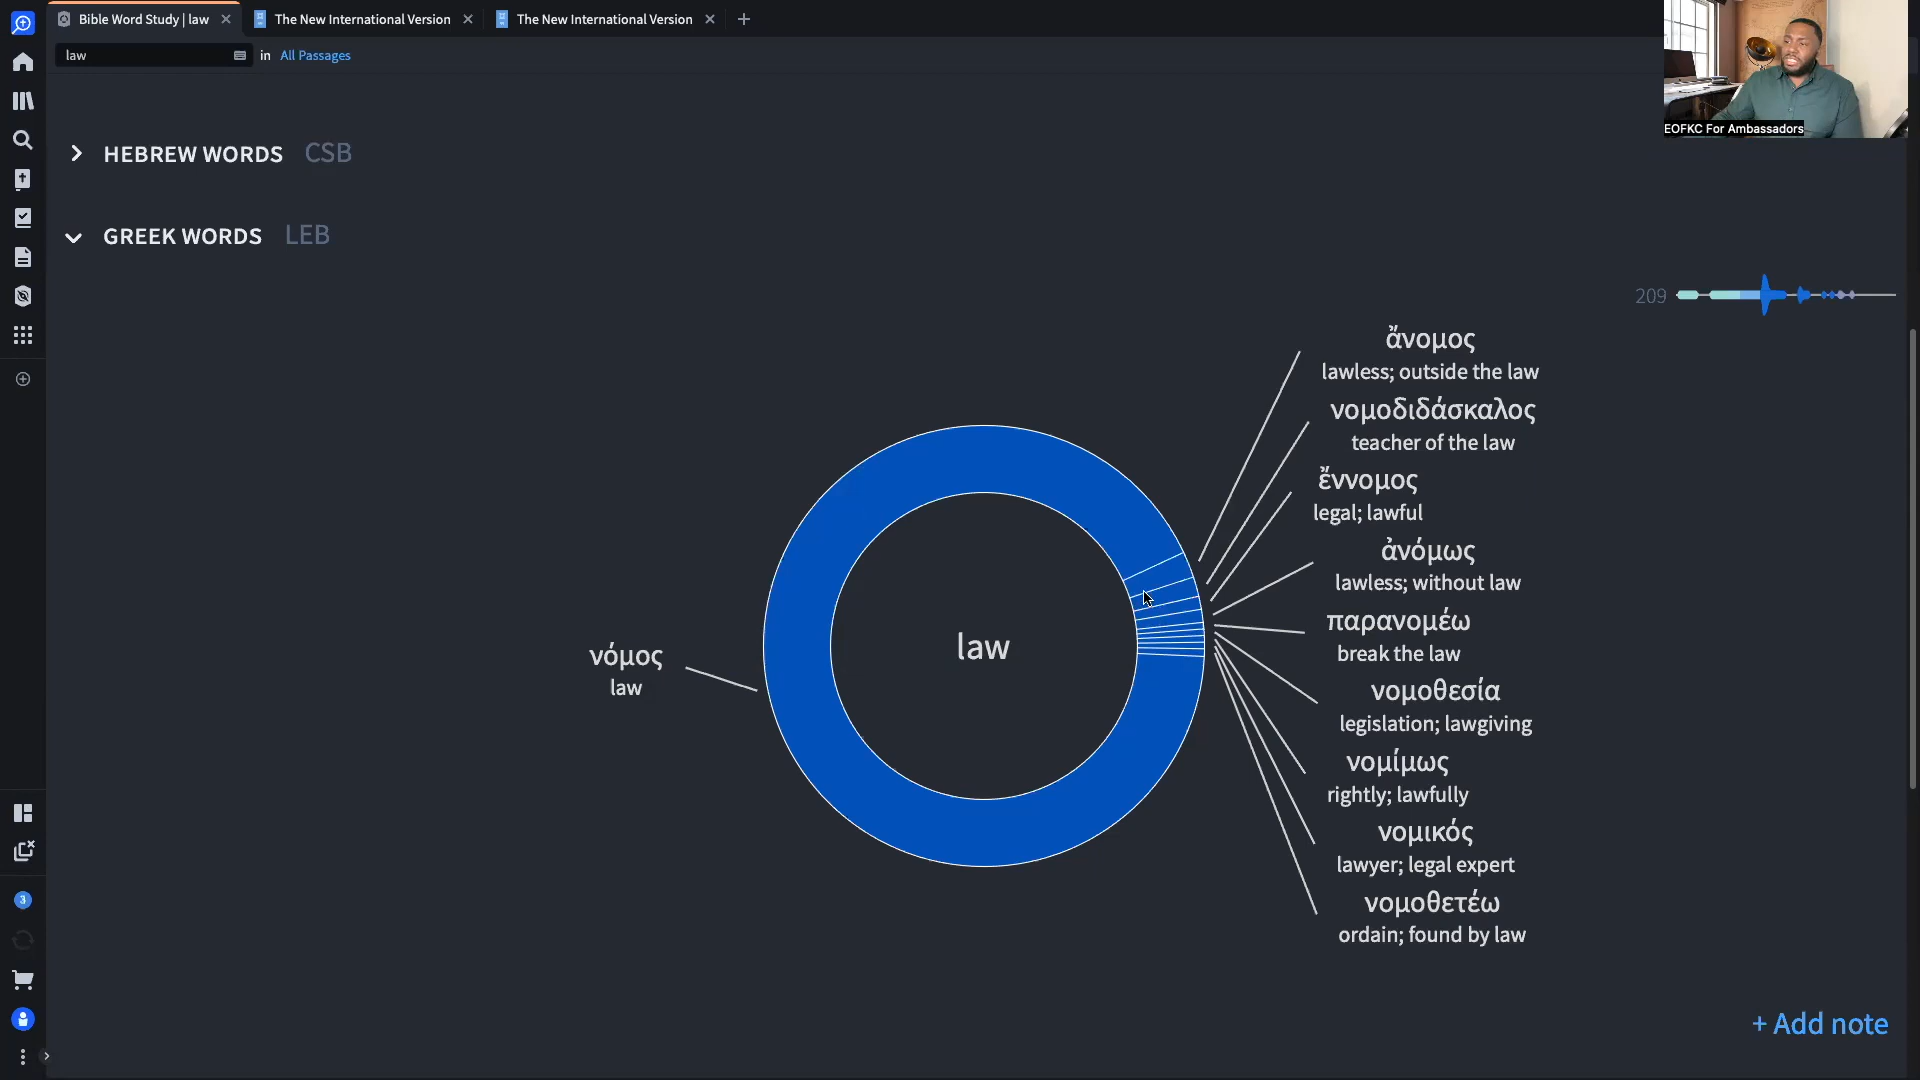 Bible Word Study | law
The New International Version
The New International Version
law
in All Passages
EOFKC For Ambassadors
HEBREW WORDS CSB
GREEK WORDS LEB
209
ἄνομος
lawless; outside the law
νομοδιδάσκαλος
teacher of the law
ἔννομος
legal; lawful
ἀνόμως
lawless; without law
παρανομέω
break the law
νομοθεσία
legislation; lawgiving
νομίμως
rightly; lawfully
νομικός
lawyer; legal expert
νομοθετέω
ordain; found by law
law
νόμος
law
3
+ Add note